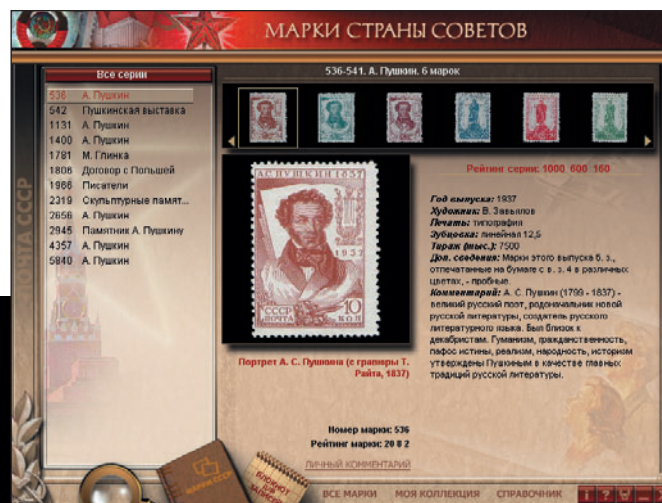 МАРКИ СТРАНЫ СОВЕТОВ
Все серии
536 А. Пушкин
542 Пушкинская выставка
1131 А. Пушкин
1400 А. Пушкин
1781 М. Глинка
1806 Договор с Польшей
1966 Писатели
2319 Скульптурные памят...
2656 А. Пушкин
2945 Памятник А. Пушкину
4357 А. Пушкин
5840 А. Пушкин
ПОЧТА СССР
536-541. А. Пушкин. 6 марок
А.С. ПУШКИН 1837
1937
СССР
ПОЧТА
10
КОП
Портрет А. С. Пушкина (с гравюры Т.
Райта, 1837)
Номер марки: 536
Рейтинг марки: 20 8 2
ЛИЧНЫЙ КОММЕНТАРИЙ
Рейтинг серии: 1000 600 160
Год выпуска: 1937
Художник: В. Завьялов
Печать: типография
Зубцовка: линейная 12,5
Тираж (тыс.): 7500
Доп. сведения: Марки этого выпуска б. з.,
отпечатанные на бумаге с в. з. 4 в различных
цветах, - пробные.
Комментарий: А. С. Пушкин (1799 - 1837) -
великий русский поэт, родоначальник новой
русской литературы, создатель русского
литературного языка. Был близок к
декабристам. Гуманизм, гражданственность,
пафос истины, реализм, народность, историзм
утверждены Пушкиным в качестве главных
традиций русской литературы.
МАРКИ СССР
БЛОКНОТ
ДЛЯ
ЗАПИСЕЙ
ВСЕ МАРКИ МОЯ КОЛЛЕКЦИЯ СПРАВОЧНИК